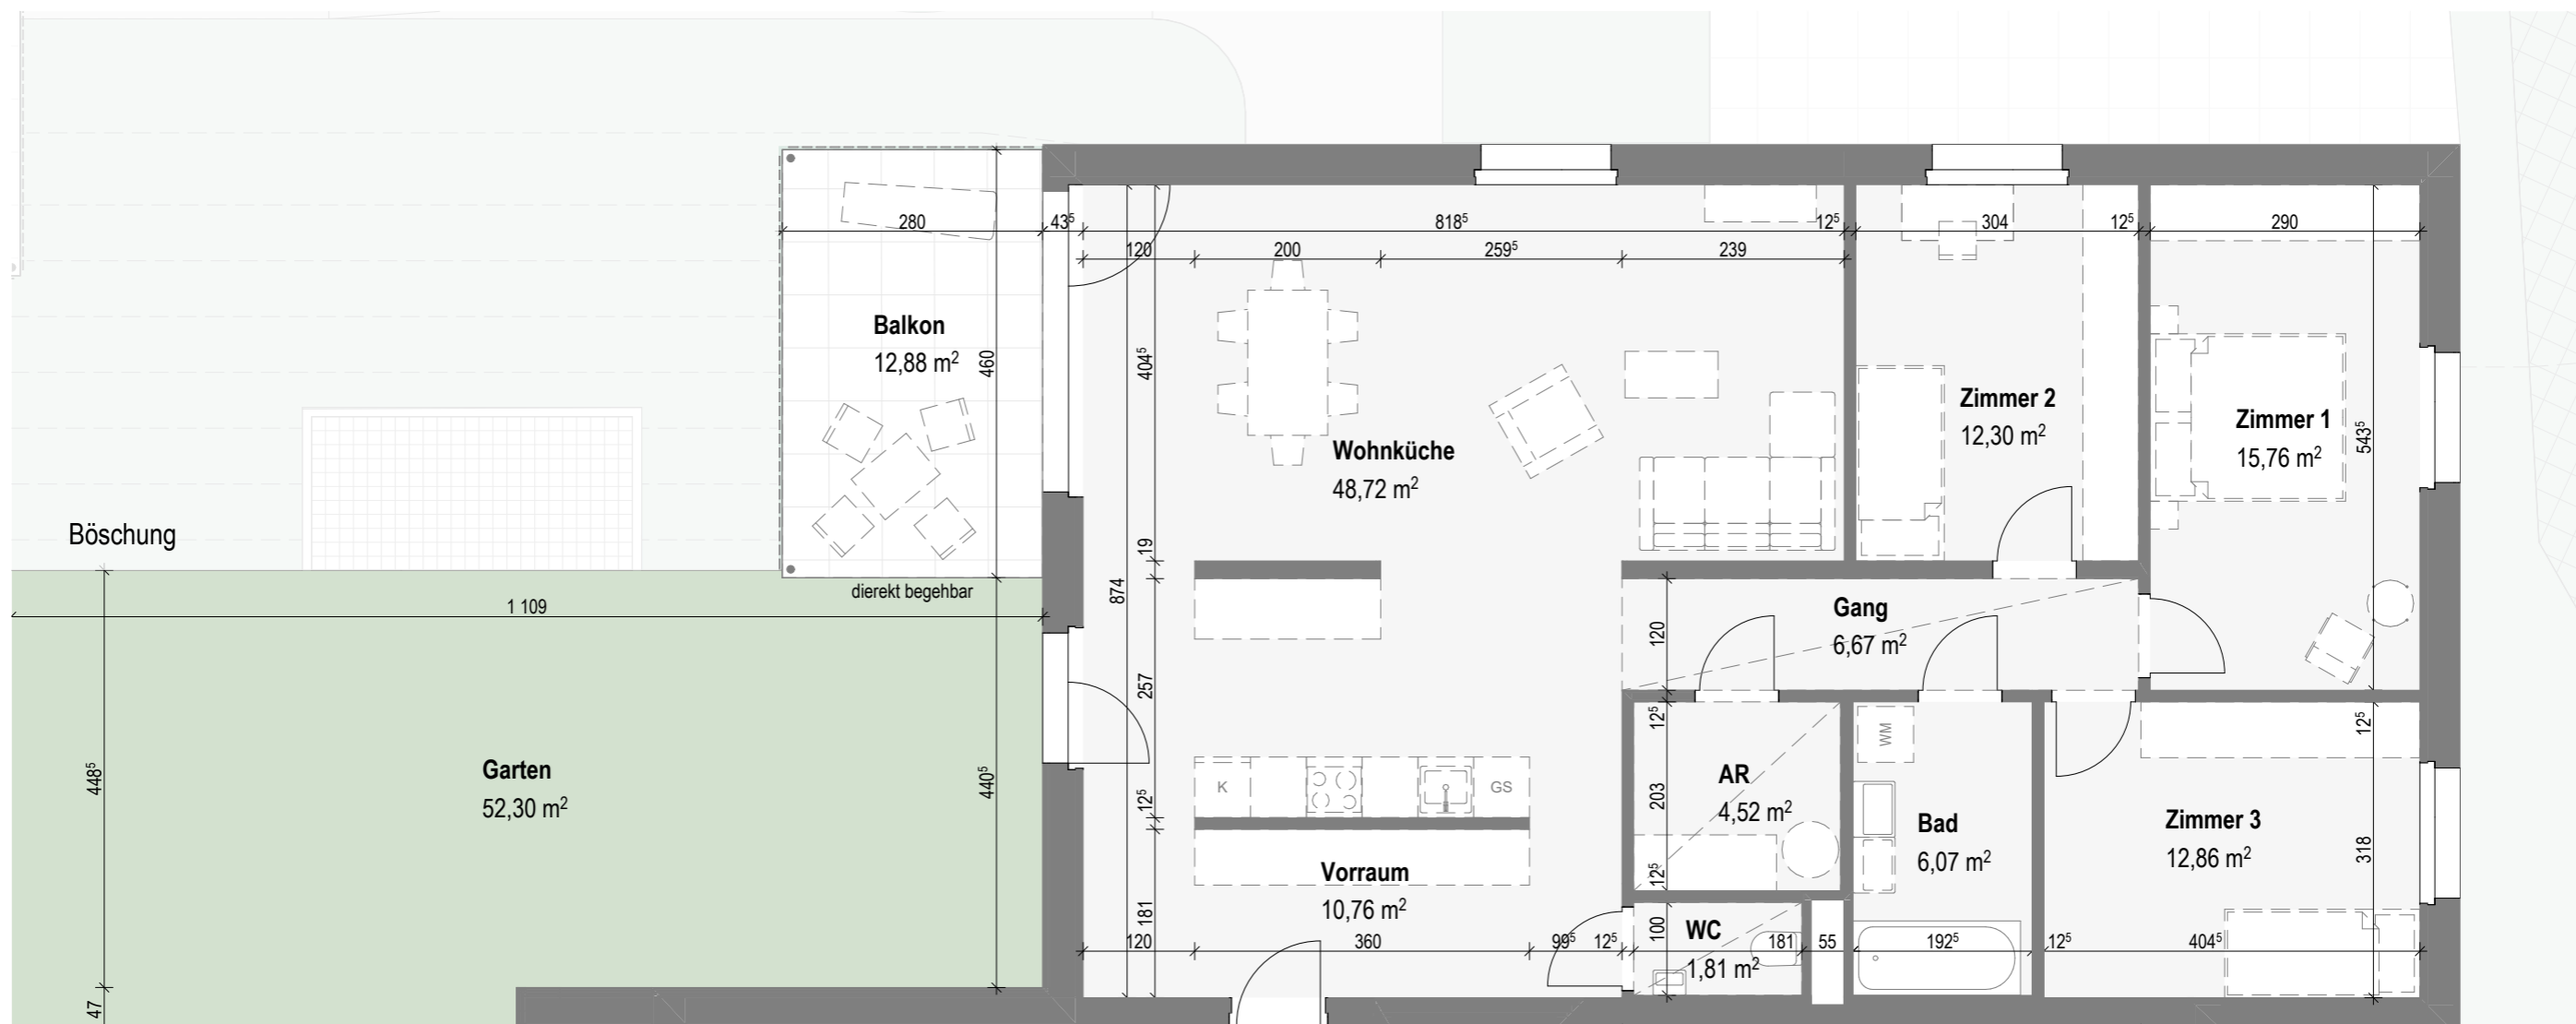 280
43⁵
818⁵
12⁵
304
12⁵
290
120
200
259⁵
239
Balkon
12,88 m²
460
404⁵
Wohnküche
48,72 m²
Zimmer 2
12,30 m²
Zimmer 1
15,76 m²
543⁵
Böschung
19
874
dierekt begehbar
1 109
Gang
6,67 m²
120
257
12⁵
WM
12⁵
Garten
52,30 m²
448⁵
440⁵
K
GS
12⁵
AR
4,52 m²
203
Bad
6,07 m²
Zimmer 3
12,86 m²
318
Vorraum
10,76 m²
12⁵
181
WC
1,81 m²
100
120
360
99⁵
12⁵
181
55
192⁵
12⁵
404⁵
47